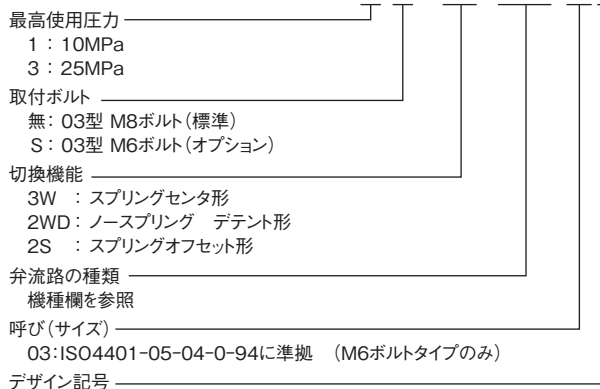 最高使用圧力
1 : 10MPa
3 : 25MPa
取付ボルト
無: 03型 M8ボルト(標準)
S: 03型 M6ボルト(オプション)
切換機能
3W : スプリングセンタ形
2WD: ノースプリング デテント形
2S : スプリングオフセット形
弁流路の種類
機種欄を参照
呼び(サイズ)
03:ISO4401-05-04-0-94に準拠 (M6ボルトタイプのみ)
デザイン記号